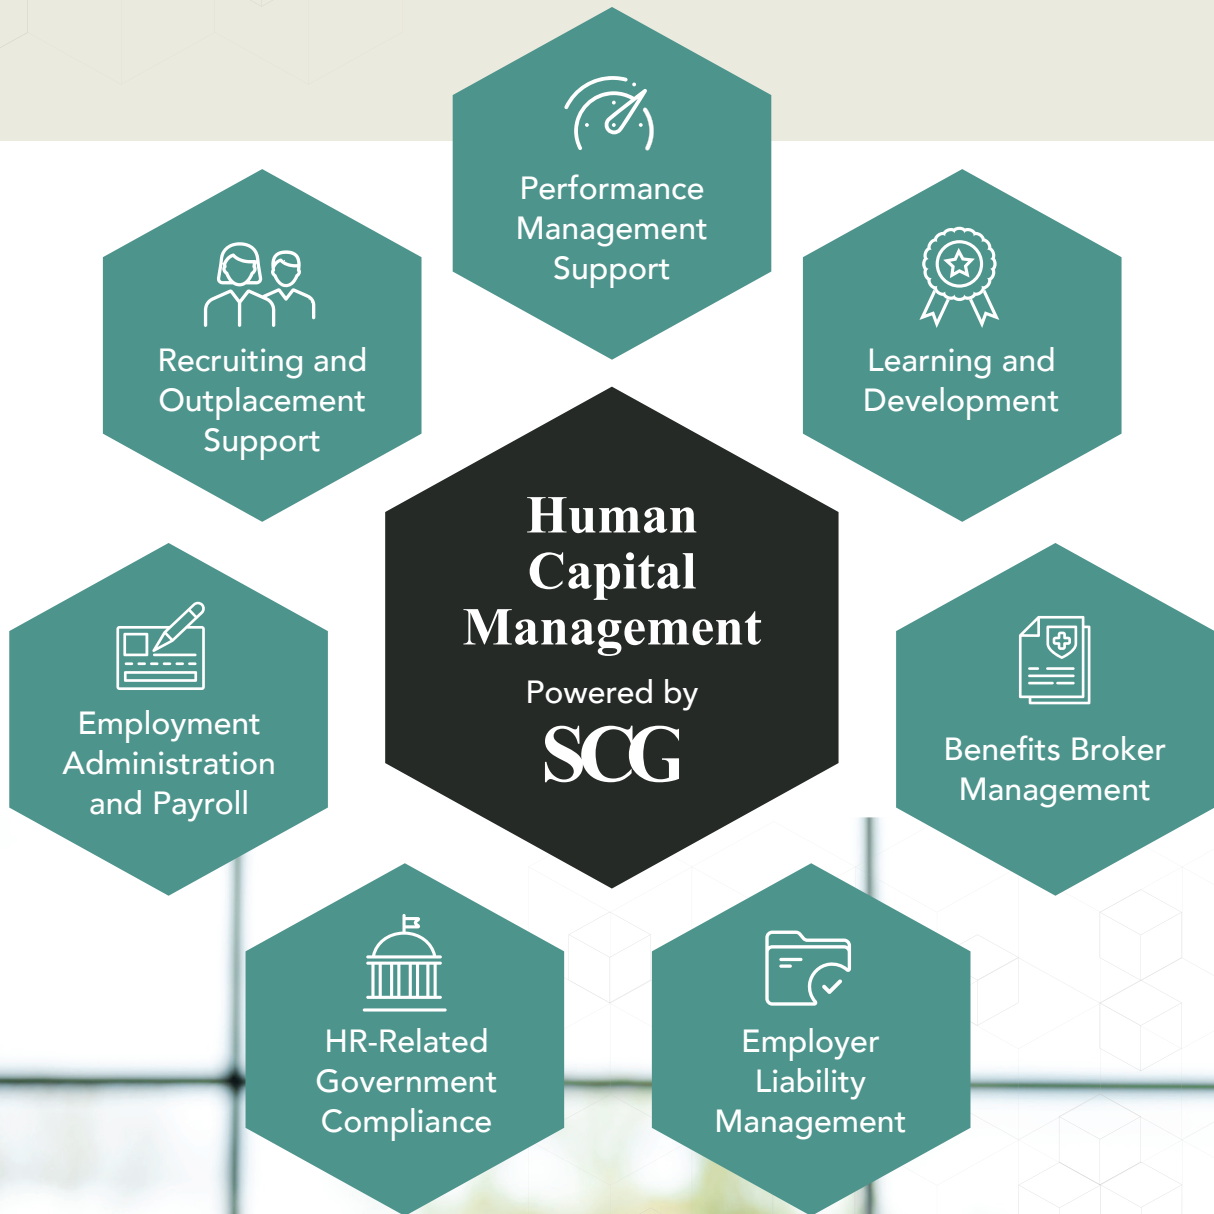 Performance
Management
Support
Recruiting and
Outplacement
Support
Learning and
Development
Human
Capital
Management
Powered by
SCG
Employment
Administration
and Payroll
Benefits Broker
Management
HR-Related
Government
Compliance
Employer
Liability
Management